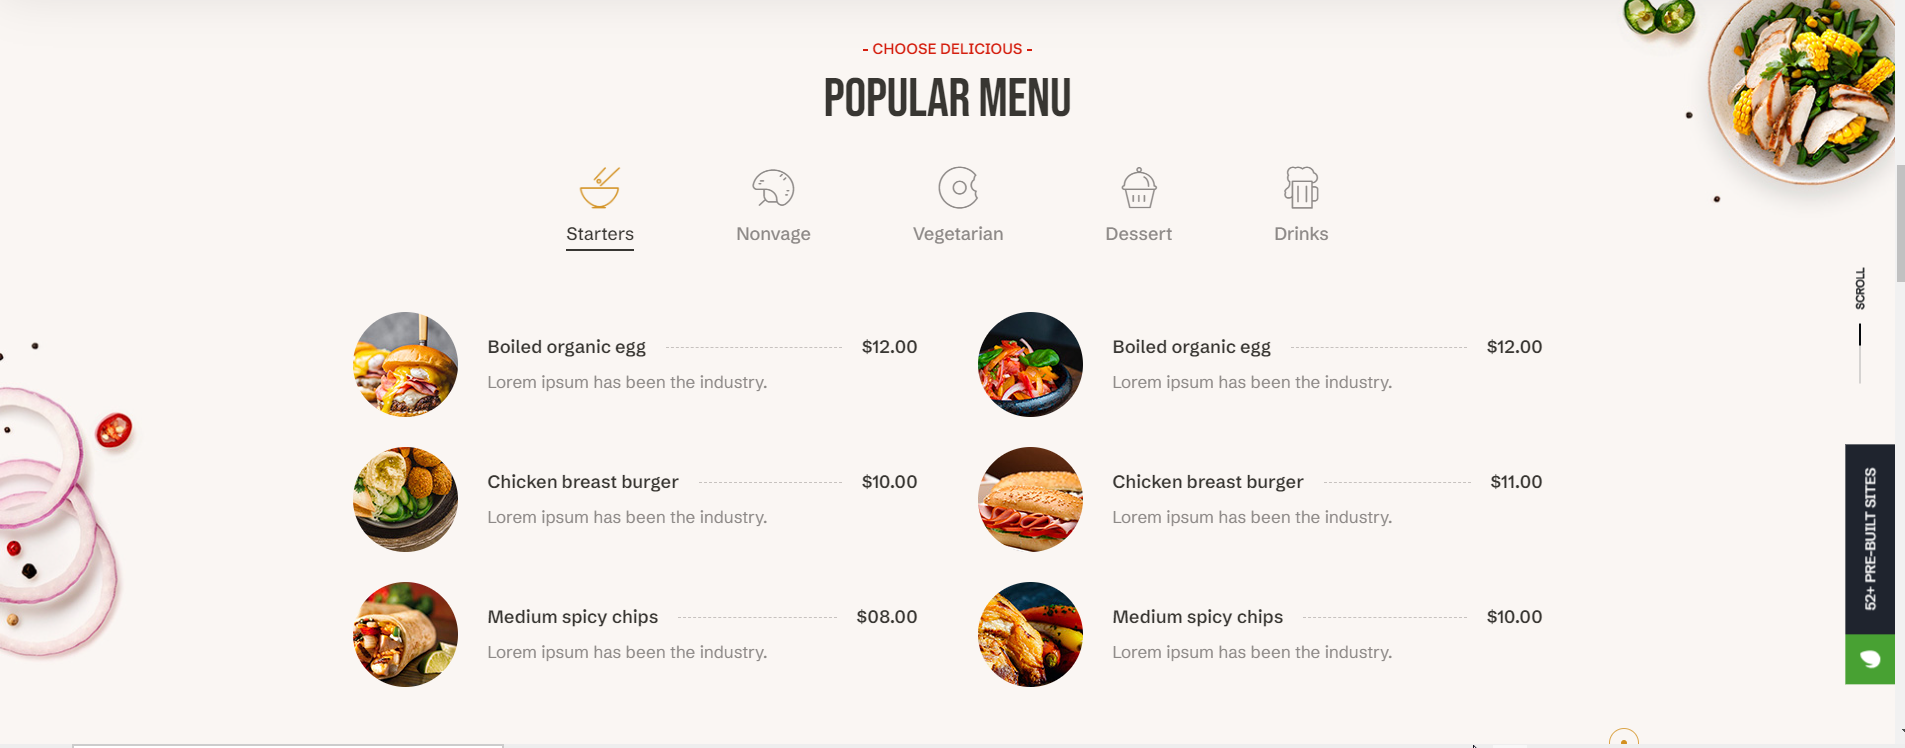 - CHOOSE DELICIOUS -
POPULAR MENU
Starters
Nonvage
Vegetarian
Dessert
Drinks
Boiled organic egg $12.00
Lorem ipsum has been the industry.
Boiled organic egg $12.00
Lorem ipsum has been the industry.
Chicken breast burger $10.00
Lorem ipsum has been the industry.
Chicken breast burger $11.00
Lorem ipsum has been the industry.
Medium spicy chips $08.00
Lorem ipsum has been the industry.
Medium spicy chips $10.00
Lorem ipsum has been the industry.
SCROLL
52+ PRE-BUILT SITES